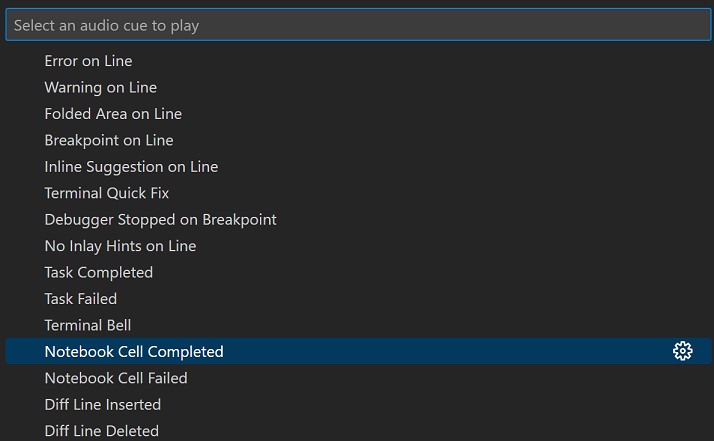 Select an audio cue to play
Error on Line
Warning on Line
Folded Area on Line
Breakpoint on Line
Inline Suggestion on Line
Terminal Quick Fix
Debugger Stopped on Breakpoint
No Inlay Hints on Line
Task Completed
Task Failed
Terminal Bell
Notebook Cell Completed
Notebook Cell Failed
Diff Line Inserted
Diff Line Deleted